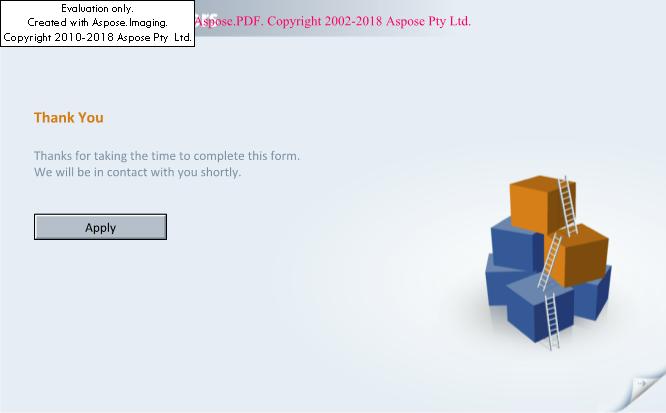 Evaluation only.
Created with Aspose.Imaging.
Copyright 2010-2018 Aspose Pty Ltd.
Aspose.PDF. Copyright 2002-2018 Aspose Pty Ltd.
Thank You
Thanks for taking the time to complete this form.
We will be in contact with you shortly.
Apply